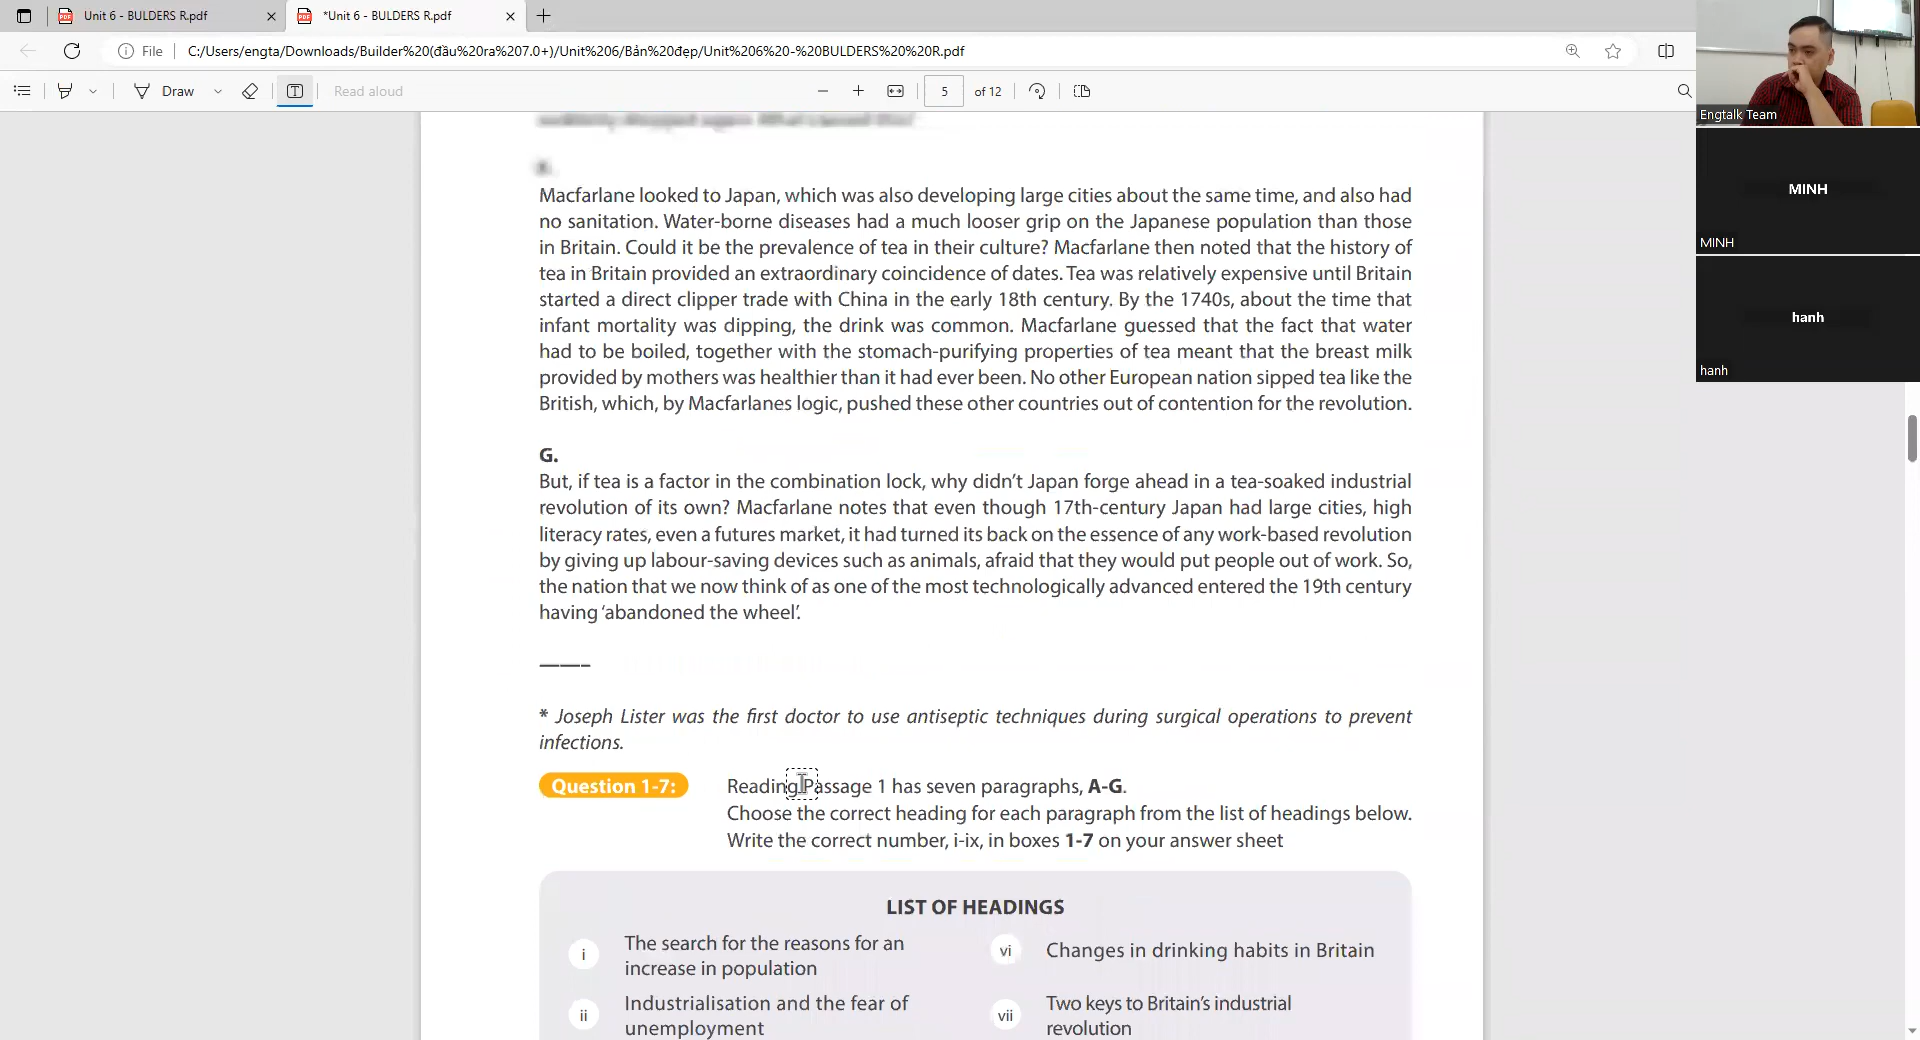 Unit 6 - BULDERS R.pdf
*Unit 6 - BULDERS R.pdf
File
C:/Users/engta/Downloads/Builder%20(đầu%20ra%207.0+)/Unit%206/Bản%20đẹp/Unit%206%20-%20BULDERS%20%20R.pdf
Draw
Read aloud
5 of 12
Engtalk Team
MINH
MINH
hanh
hanh
Macfarlane looked to Japan, which was also developing large cities about the same time, and also had
no sanitation. Water-borne diseases had a much looser grip on the Japanese population than those
in Britain. Could it be the prevalence of tea in their culture? Macfarlane then noted that the history of
tea in Britain provided an extraordinary coincidence of dates. Tea was relatively expensive until Britain
started a direct clipper trade with China in the early 18th century. By the 1740s, about the time that
infant mortality was dipping, the drink was common. Macfarlane guessed that the fact that water
had to be boiled, together with the stomach-purifying properties of tea meant that the breast milk
provided by mothers was healthier than it had ever been. No other European nation sipped tea like the
British, which, by Macfarlanes logic, pushed these other countries out of contention for the revolution.
G.
But, if tea is a factor in the combination lock, why didn't Japan forge ahead in a tea-soaked industrial
revolution of its own? Macfarlane notes that even though 17th-century Japan had large cities, high
literacy rates, even a futures market, it had turned its back on the essence of any work-based revolution
by giving up labour-saving devices such as animals, afraid that they would put people out of work. So,
the nation that we now think of as one of the most technologically advanced entered the 19th century
having 'abandoned the wheel'.
* Joseph Lister was the first doctor to use antiseptic techniques during surgical operations to prevent
infections.
Question 1-7:
Reading Passage 1 has seven paragraphs, A-G.
Choose the correct heading for each paragraph from the list of headings below.
Write the correct number, i-ix, in boxes 1-7 on your answer sheet
LIST OF HEADINGS
i The search for the reasons for an
increase in population
ii Industrialisation and the fear of
unemployment
vi Changes in drinking habits in Britain
vii Two keys to Britain's industrial
revolution